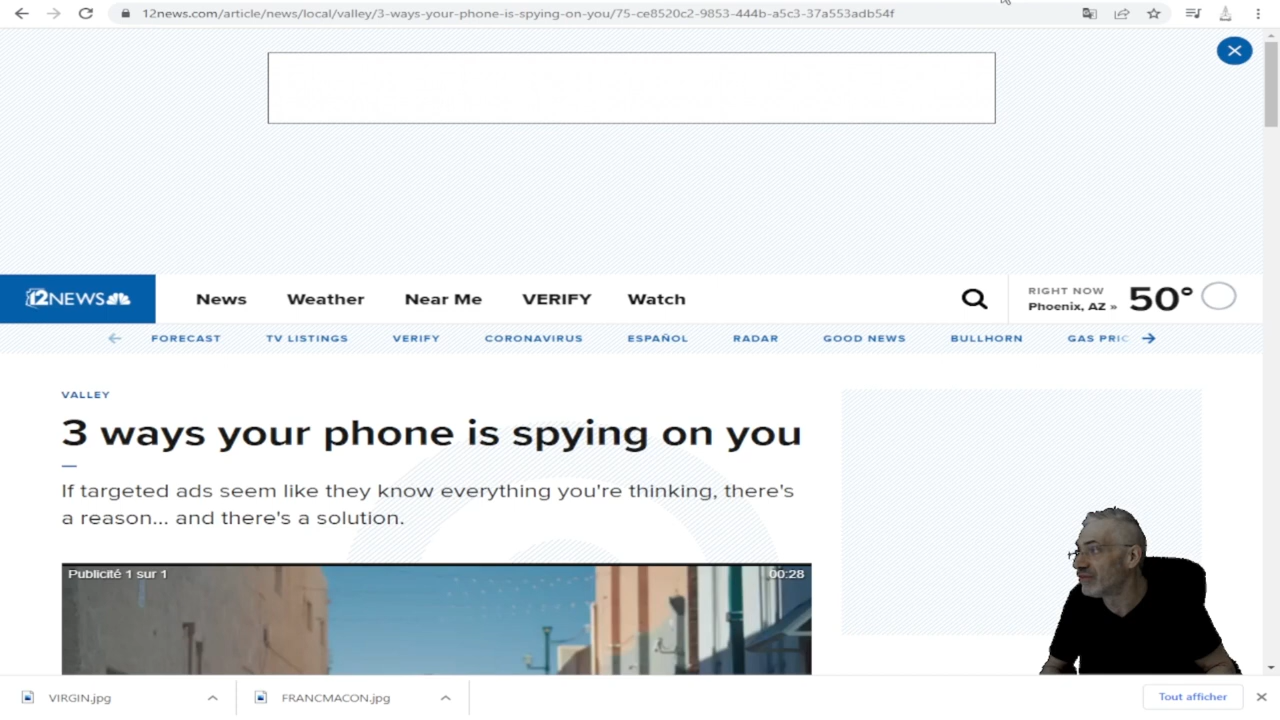 12news.com/article/news/local/valley/3-ways-your-phone-is-spying-on-you/75-ce8520c2-9853-444b-a5c3-37a553adb54f
12NEWS
News Weather Near Me VERIFY Watch
RIGHT NOW
Phoenix, AZ »
50°
FORECAST TV LISTINGS VERIFY CORONAVIRUS ESPAÑOL RADAR GOOD NEWS BULLHORN GAS PRIC
VALLEY
3 ways your phone is spying on you
If targeted ads seem like they know everything you're thinking, there's
a reason... and there's a solution.
Publicité 1 sur 1 00:28
VIRGIN.jpg FRANCMACON.jpg Tout afficher